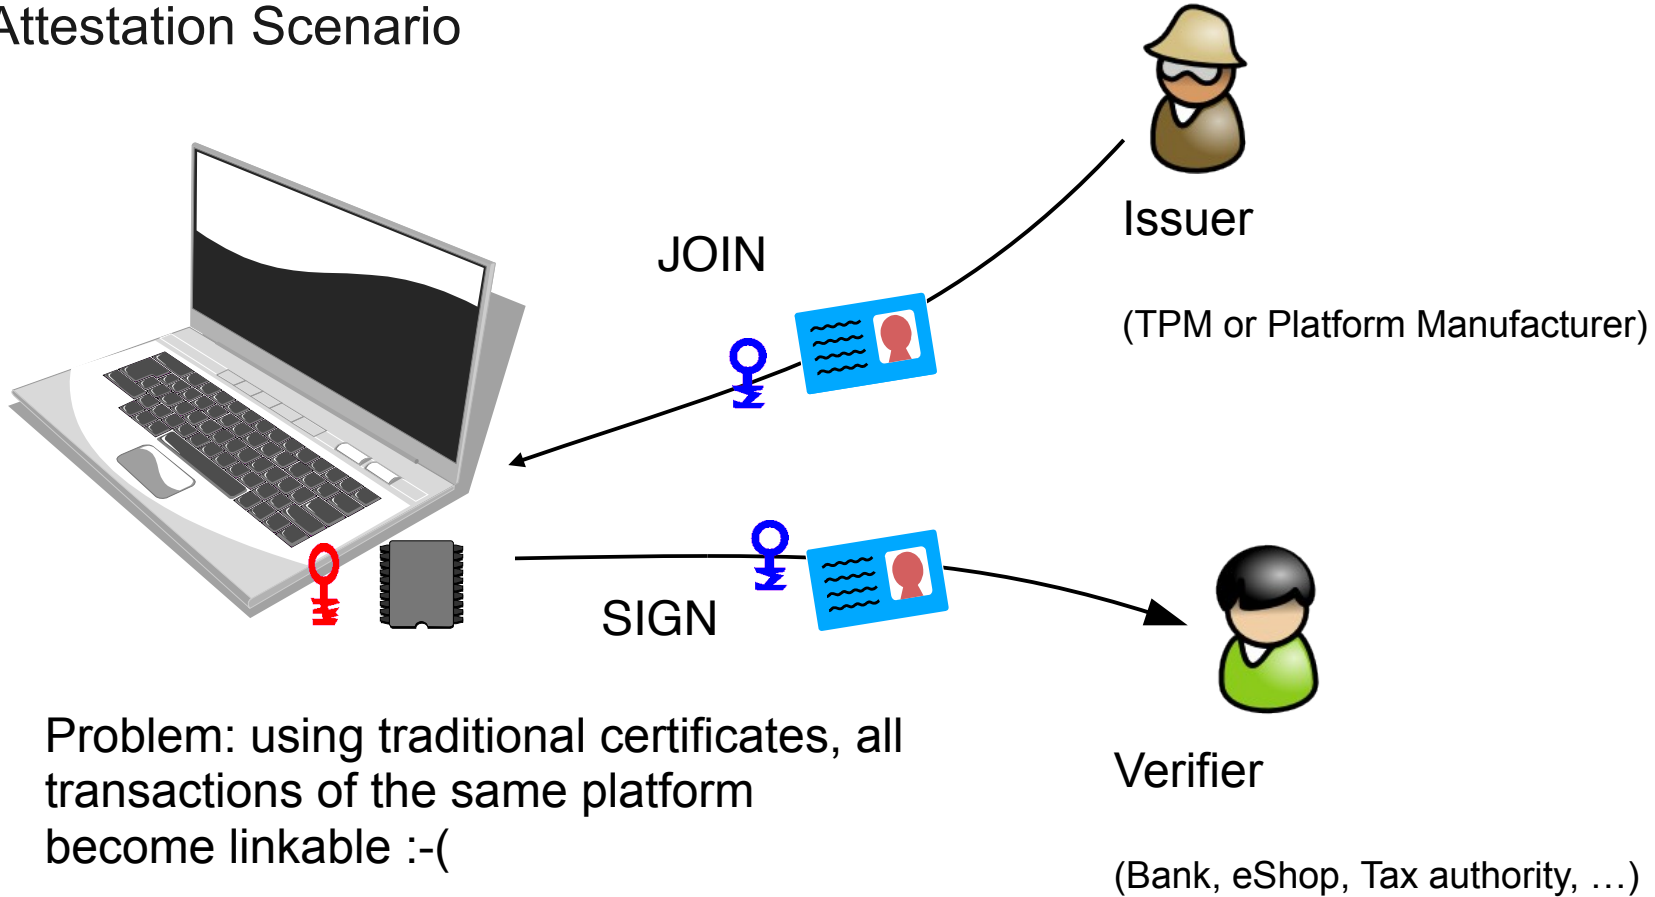 Attestation Scenario
JOIN
Issuer
(TPM or Platform Manufacturer)
SIGN
Problem: using traditional certificates, all
transactions of the same platform
become linkable :-(
Verifier
(Bank, eShop, Tax authority, …)